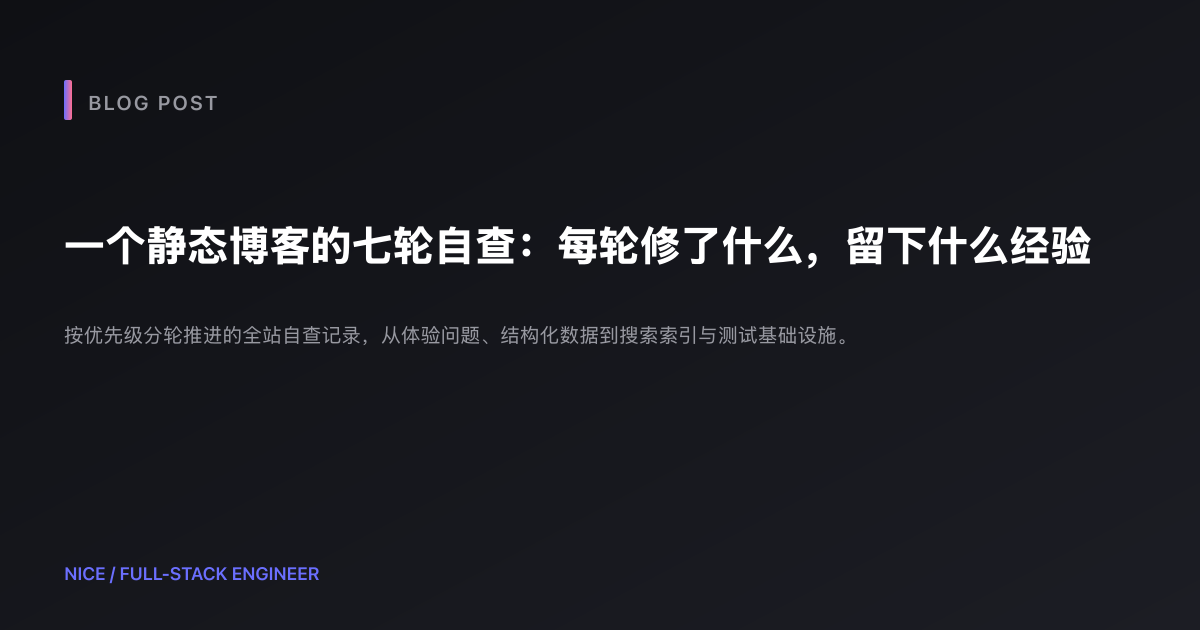 BLOG POST
一个静态博客的七轮自查：每轮修了什么，留下什么经验
按优先级分轮推进的全站自查记录，从体验问题、结构化数据到搜索索引与测试基础设施。
NICE / FULL-STACK ENGINEER